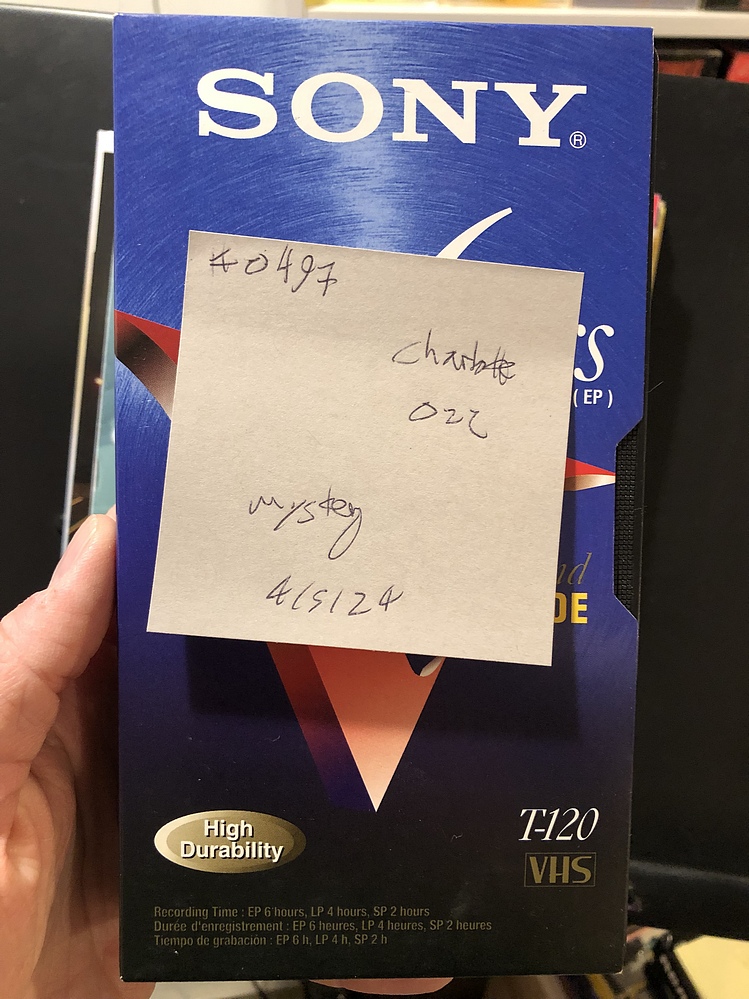 SONY®
#0497
Charlotte
022
( EP )
mystery
4/5/24
DE
High
Durability
T-120
VHS
Recording Time : EP 6 hours, LP 4 hours, SP 2 hours
Durée d'enregistrement : EP 6 heures, LP 4 heures, SP 2 heures
Tiempo de grabación : EP 6 h, LP 4 h, SP 2 h